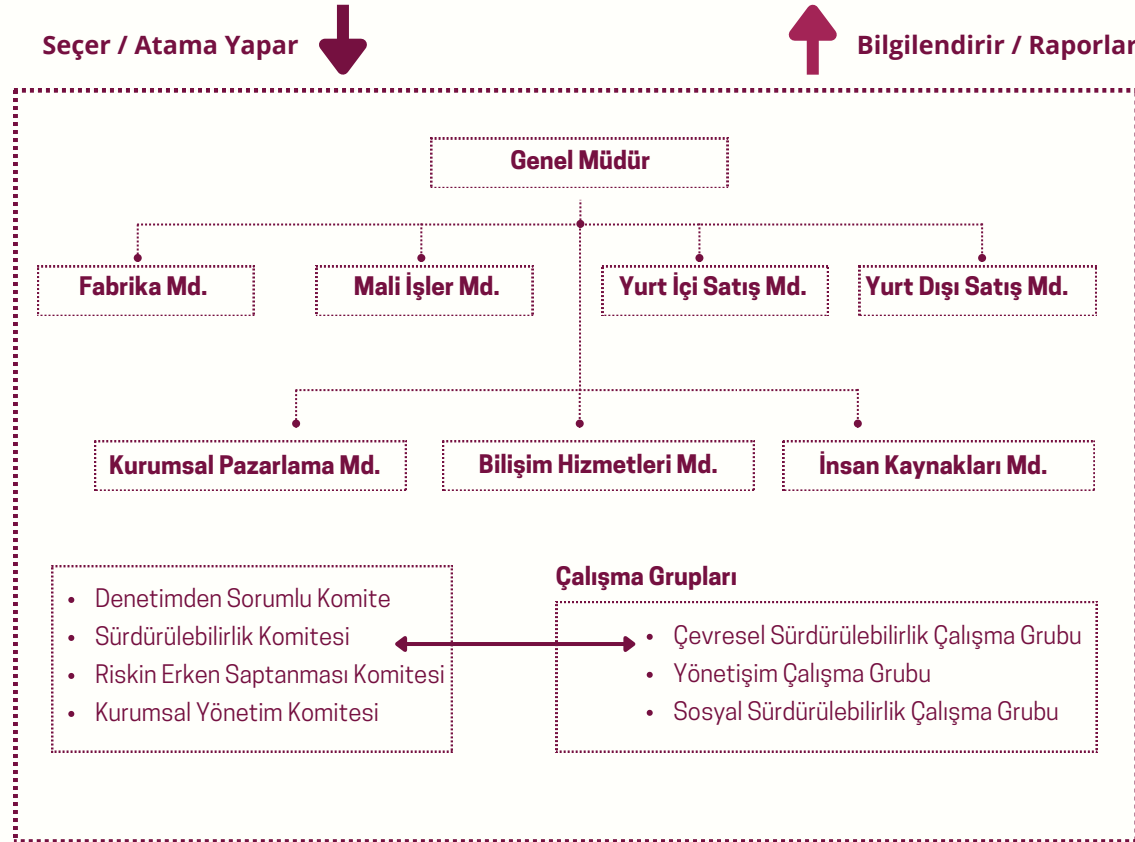 Seçer / Atama Yapar
Bilgilendirir / Raporlar
Genel Müdür
Fabrika Md.
Mali İşler Md.
Yurt İçi Satış Md.
Yurt Dışı Satış Md.
Kurumsal Pazarlama Md.
Bilişim Hizmetleri Md.
İnsan Kaynakları Md.
• Denetimden Sorumlu Komite
• Sürdürülebilirlik Komitesi
• Riskin Erken Saptanması Komitesi
• Kurumsal Yönetim Komitesi
Çalışma Grupları
• Çevresel Sürdürülebilirlik Çalışma Grubu
• Yönetişim Çalışma Grubu
• Sosyal Sürdürülebilirlik Çalışma Grubu